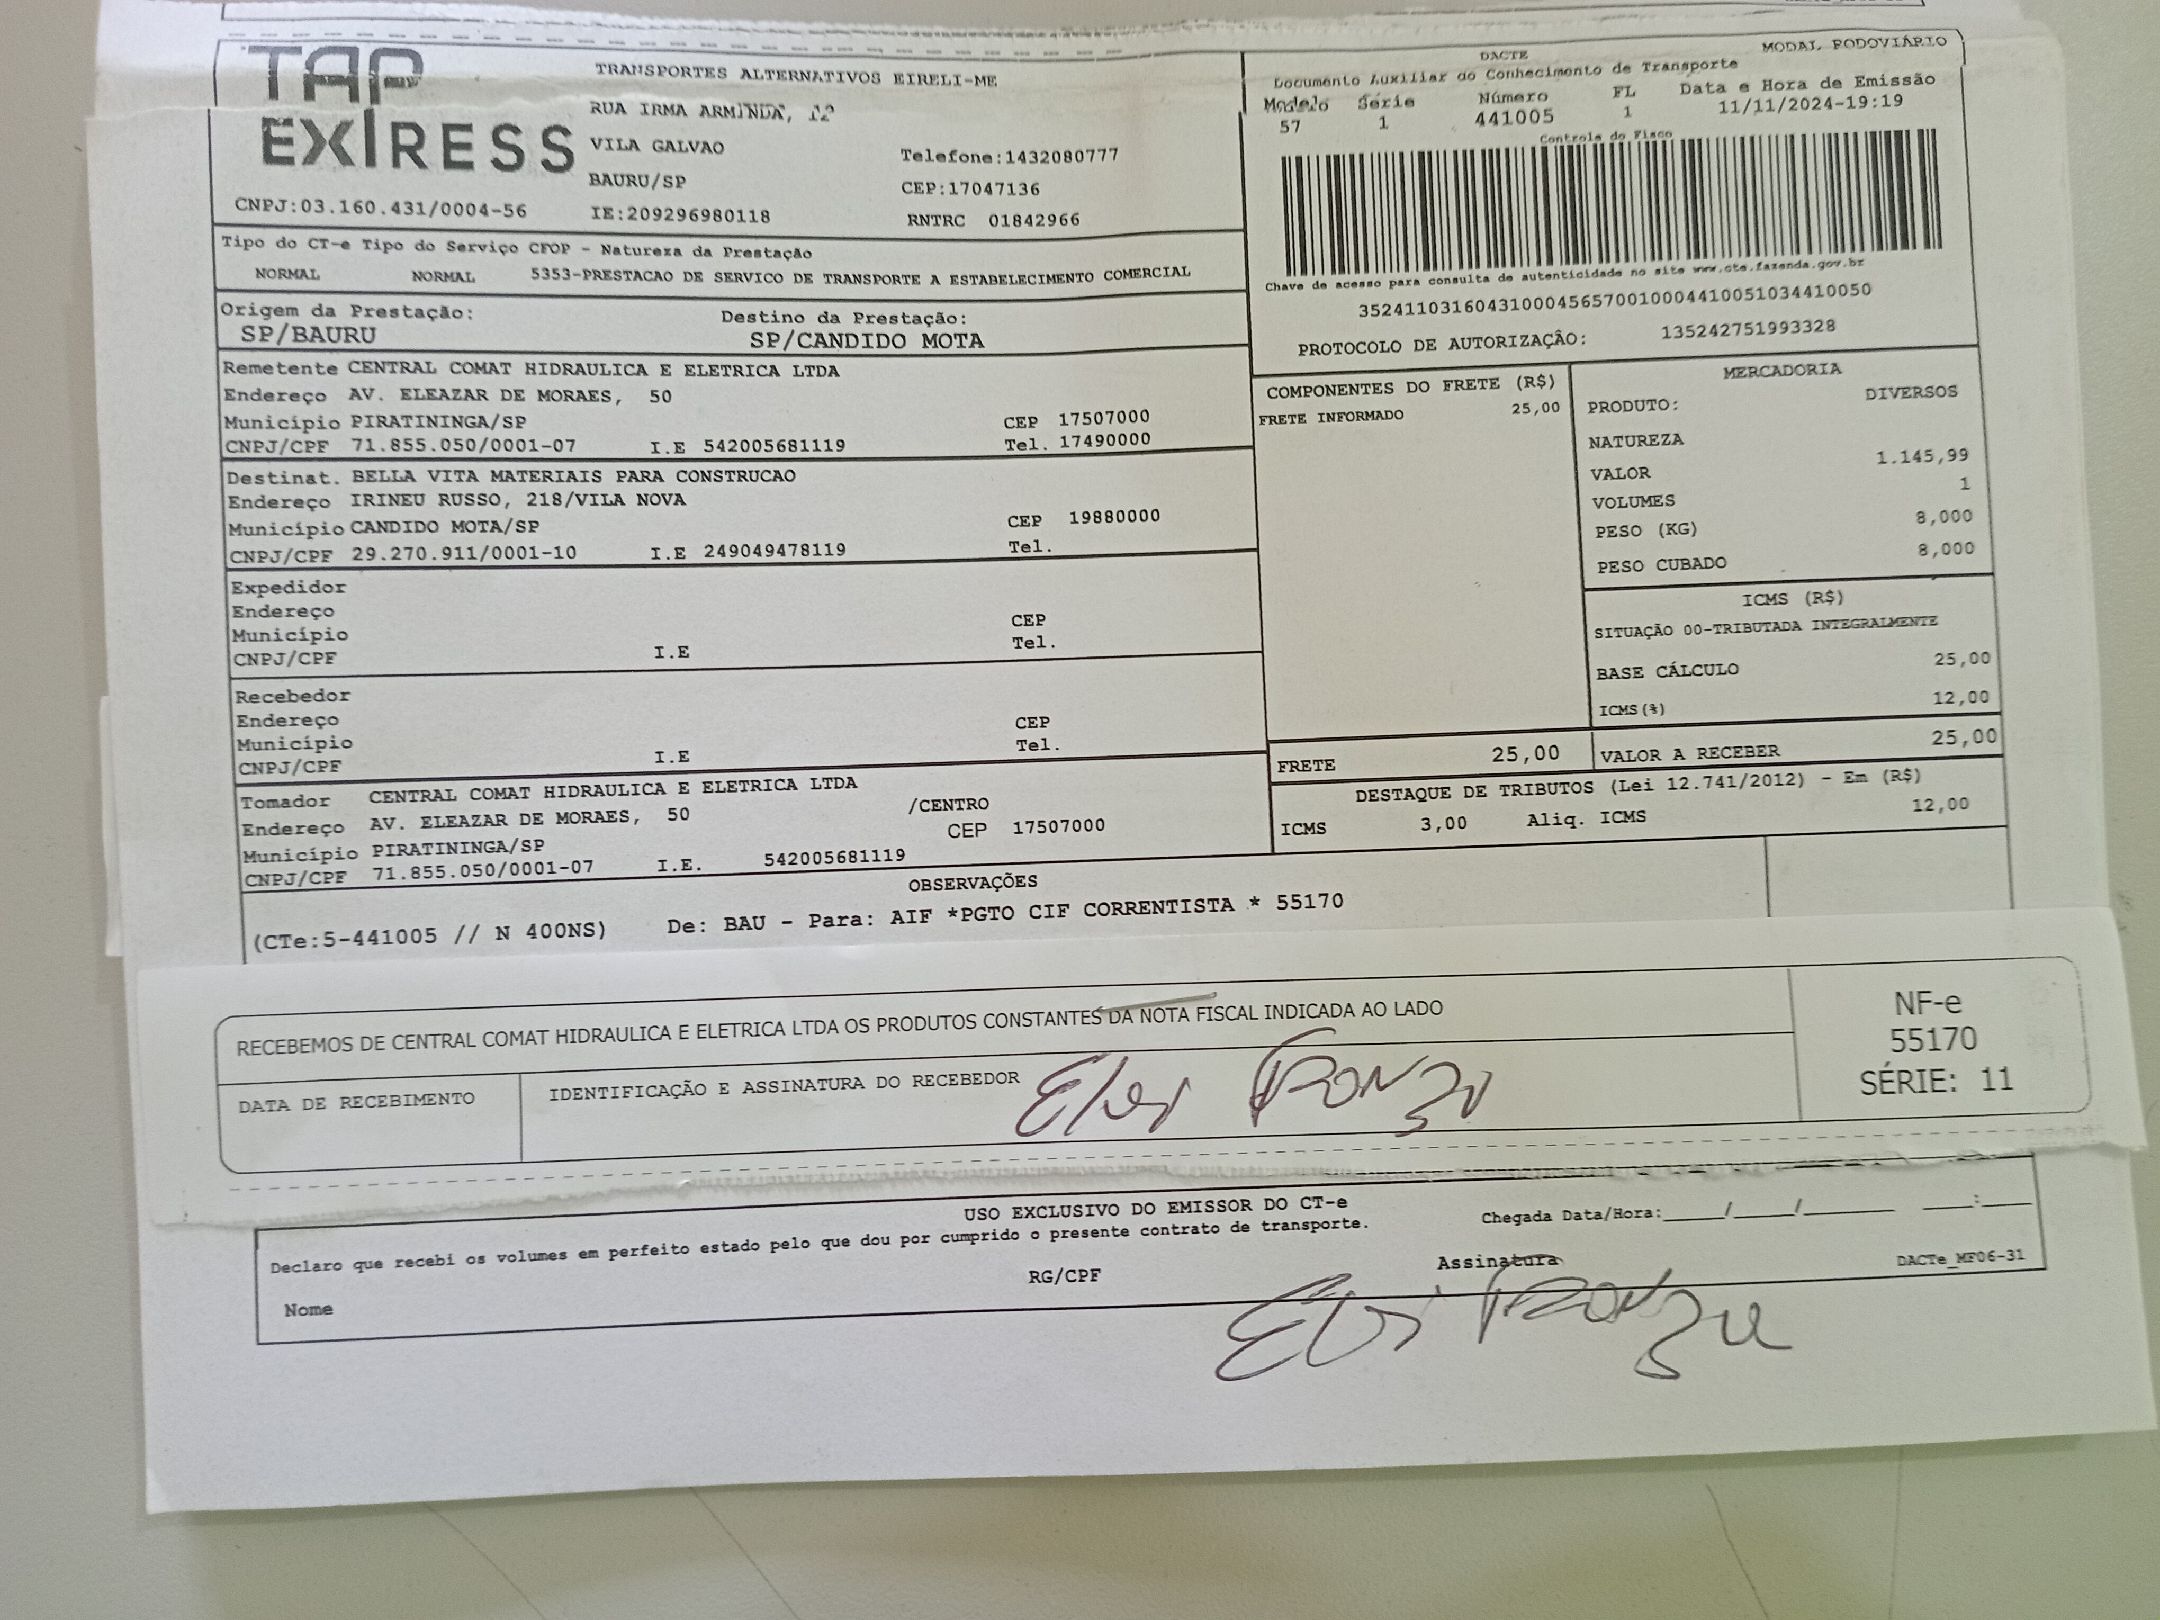 TAP
EXPRESS
CNPJ:03.160.431/0004-56
TRANSPORTES ALTERNATIVOS EIRELI-ME
RUA IRMA ARMINDA, 12
VILA GALVAO
BAURU/SP
IE:209296980118
Telefone:1432080777
CEP:17047136
RNTRC 01842966
DACTE
MODAL RODOVIÁRIO
Documento Auxiliar do Conhecimento de Transporte
Modelo Série Número FL Data e Hora de Emissão
57 1 441005 1 11/11/2024-19:19
Controle do Fisco
Chave de acesso para consulta de autenticidade no site www.cte.fazenda.gov.br
35241103160431000456570010004410051034410050
PROTOCOLO DE AUTORIZAÇÂO: 135242751993328
Tipo do CT-e Tipo do Serviço CFOP - Natureza da Prestação
NORMAL NORMAL 5353-PRESTACAO DE SERVICO DE TRANSPORTE A ESTABELECIMENTO COMERCIAL
Origem da Prestação: Destino da Prestação:
SP/BAURU SP/CANDIDO MOTA
Remetente CENTRAL COMAT HIDRAULICA E ELETRICA LTDA
Endereço AV. ELEAZAR DE MORAES, 50
Município PIRATININGA/SP CEP 17507000
CNPJ/CPF 71.855.050/0001-07 I.E 542005681119 Tel. 17490000
Destinat. BELLA VITA MATERIAIS PARA CONSTRUCAO
Endereço IRINEU RUSSO, 218/VILA NOVA
Município CANDIDO MOTA/SP CEP 19880000
CNPJ/CPF 29.270.911/0001-10 I.E 249049478119 Tel.
Expedidor
Endereço
Município CEP
CNPJ/CPF I.E Tel.
Recebedor
Endereço
Município CEP
CNPJ/CPF I.E Tel.
Tomador CENTRAL COMAT HIDRAULICA E ELETRICA LTDA
Endereço AV. ELEAZAR DE MORAES, 50 /CENTRO
Município PIRATININGA/SP CEP 17507000
CNPJ/CPF 71.855.050/0001-07 I.E. 542005681119
COMPONENTES DO FRETE (R$)
FRETE INFORMADO 25,00
MERCADORIA
PRODUTO: DIVERSOS
NATUREZA
VALOR 1.145,99
VOLUMES 1
PESO (KG) 8,000
PESO CUBADO 8,000
ICMS (R$)
SITUAÇÃO 00-TRIBUTADA INTEGRALMENTE
BASE CÁLCULO 25,00
ICMS(%) 12,00
FRETE 25,00 VALOR A RECEBER 25,00
DESTAQUE DE TRIBUTOS (Lei 12.741/2012) - Em (R$)
ICMS 3,00 Aliq. ICMS 12,00
OBSERVAÇÕES
(CTe:5-441005 // N 400NS) De: BAU - Para: AIF *PGTO CIF CORRENTISTA * 55170
RECEBEMOS DE CENTRAL COMAT HIDRAULICA E ELETRICA LTDA OS PRODUTOS CONSTANTES DA NOTA FISCAL INDICADA AO LADO
DATA DE RECEBIMENTO
IDENTIFICAÇÃO E ASSINATURA DO RECEBEDOR
NF-e
55170
SÉRIE: 11
USO EXCLUSIVO DO EMISSOR DO CT-e
Declaro que recebi os volumes em perfeito estado pelo que dou por cumprido o presente contrato de transporte.
Chegada Data/Hora:____/____/______ ___:___
Nome RG/CPF Assinatura DACTe_MF06-31